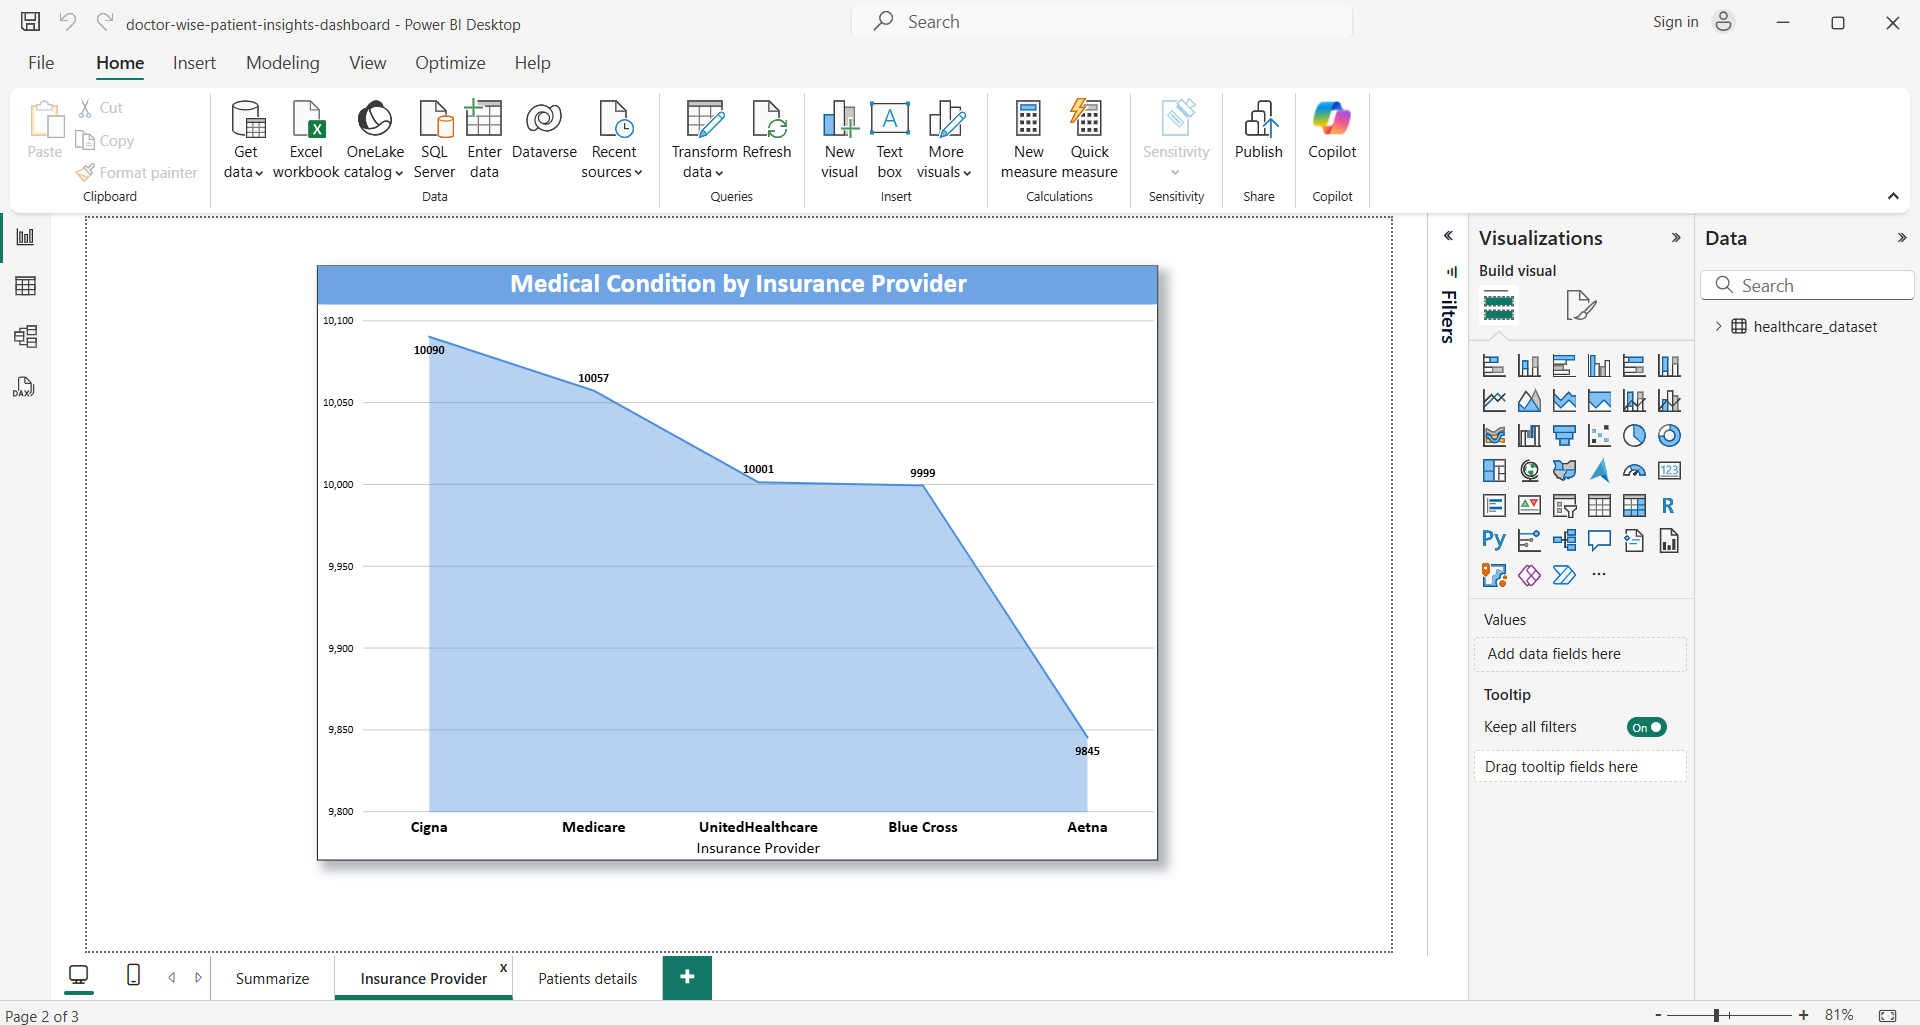 doctor-wise-patient-insights-dashboard - Power BI Desktop
Search
Sign in
File
Home
Insert
Modeling
View
Optimize
Help
Paste
Cut
Copy
Format painter
Clipboard
Get data
Excel workbook
OneLake catalog
SQL Server
Enter data
Dataverse
Recent sources
Data
Transform data
Refresh
Queries
New visual
Text box
More visuals
Insert
New measure
Quick measure
Calculations
Sensitivity
Sensitivity
Publish
Share
Copilot
Copilot
DAX
Medical Condition by Insurance Provider
10,100
10,050
10,000
9,950
9,900
9,850
9,800
10090
10057
10001
9999
9845
Cigna
Medicare
UnitedHealthcare
Blue Cross
Aetna
Insurance Provider
Filters
Visualizations
Build visual
123
R
Py
Values
Add data fields here
Tooltip
Keep all filters
On
Drag tooltip fields here
Data
Search
healthcare_dataset
Summarize
Insurance Provider
x
Patients details
+
Page 2 of 3
-
+
81%